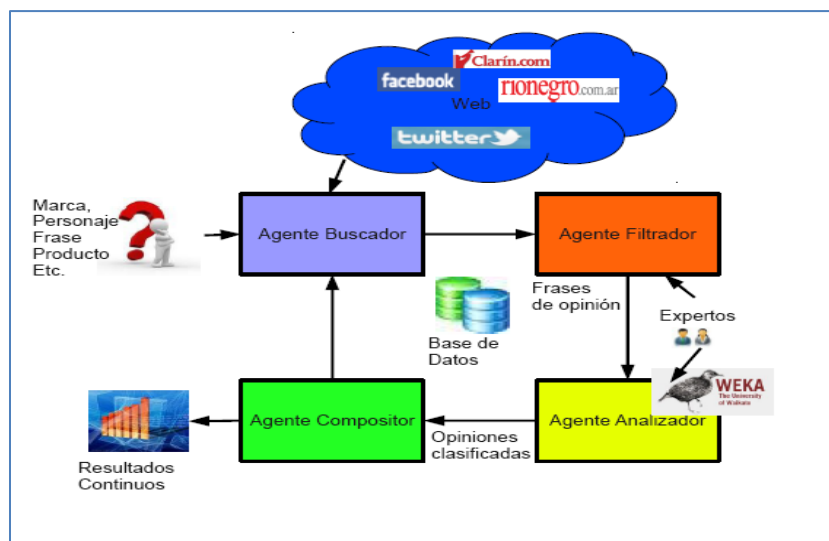 Clarín.com
facebook
rionegro.com.ar
Web
twitter
Marca,
Personaje
Frase
Producto
Etc.
Agente Buscador
Agente Filtrador
Frases
de opinión
Expertos
Base de
Datos
WEKA
The University
of Waikato
Agente Compositor
Agente Analizador
Opiniones
clasificadas
Resultados
Continuos